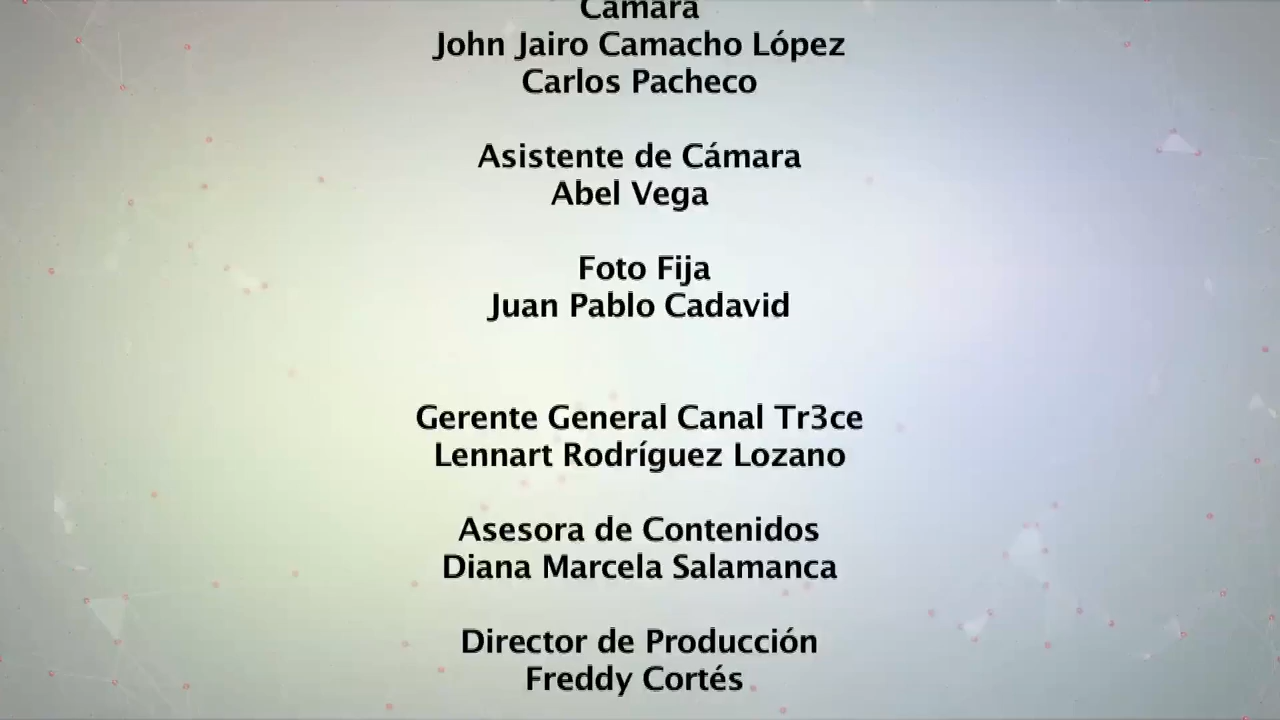 Cámara
John Jairo Camacho López
Carlos Pacheco
Asistente de Cámara
Abel Vega
Foto Fija
Juan Pablo Cadavid
Gerente General Canal Tr3ce
Lennart Rodríguez Lozano
Asesora de Contenidos
Diana Marcela Salamanca
Director de Producción
Freddy Cortés